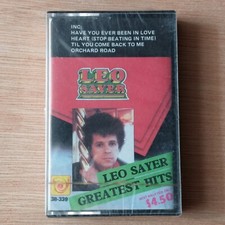 INC.
HAVE YOU EVER BEEN IN LOVE
HEART (STOP BEATING IN TIME)
TIL YOU COME BACK TO ME
ORCHARD ROAD
LEO
SAYER
LEO SAYER
GREATEST HITS
$4.50